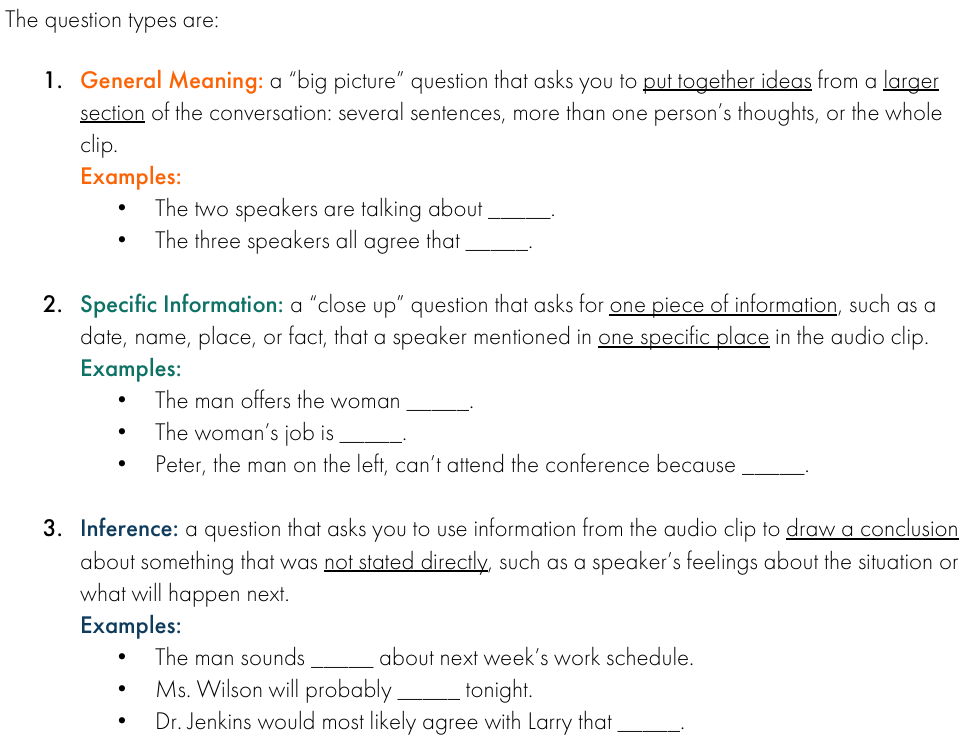 The question types are:
1. General Meaning: a “big picture” question that asks you to put together ideas from a larger
section of the conversation: several sentences, more than one person’s thoughts, or the whole
clip.
Examples:
• The two speakers are talking about _____.
• The three speakers all agree that _____.
2. Specific Information: a “close up” question that asks for one piece of information, such as a
date, name, place, or fact, that a speaker mentioned in one specific place in the audio clip.
Examples:
• The man offers the woman _____.
• The woman’s job is _____.
• Peter, the man on the left, can’t attend the conference because _____.
3. Inference: a question that asks you to use information from the audio clip to draw a conclusion
about something that was not stated directly, such as a speaker’s feelings about the situation or
what will happen next.
Examples:
• The man sounds _____ about next week’s work schedule.
• Ms. Wilson will probably _____ tonight.
• Dr. Jenkins would most likely agree with Larry that _____.